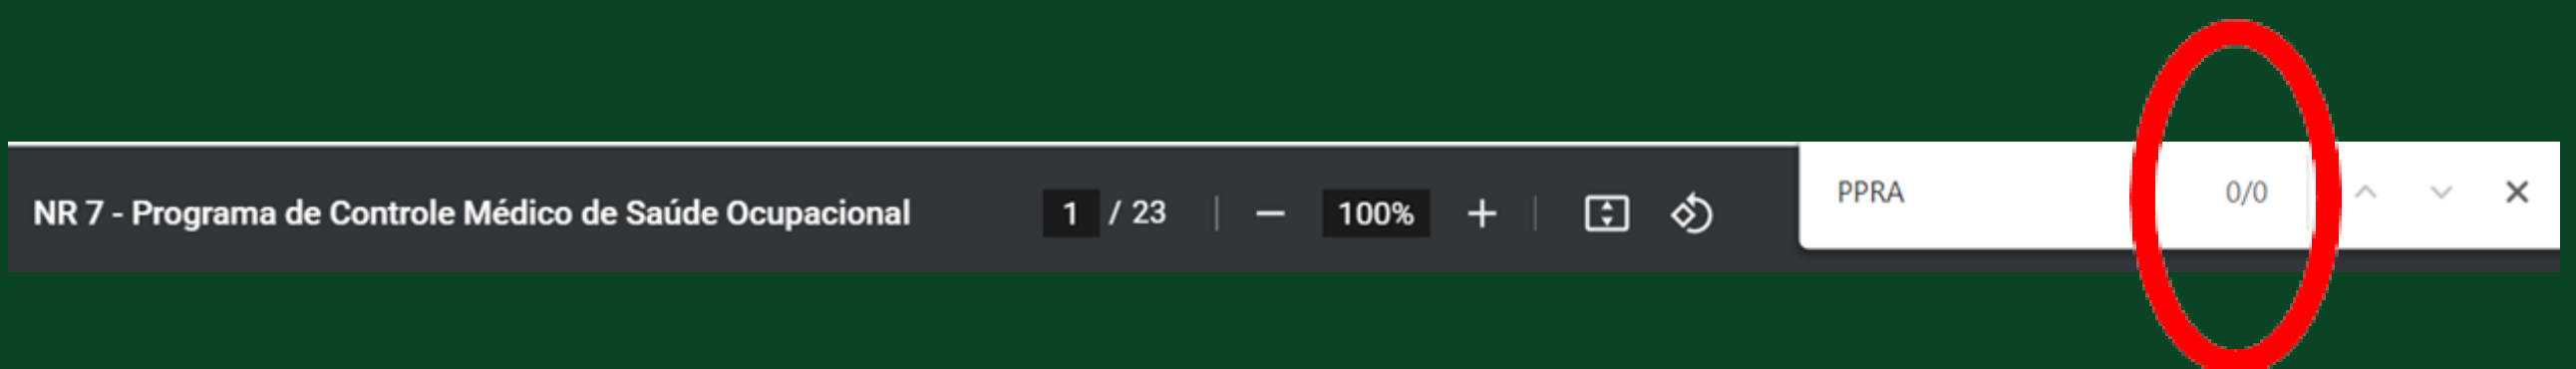 NR 7 - Programa de Controle Médico de Saúde Ocupacional 1 / 23 100% PPRA 0/0